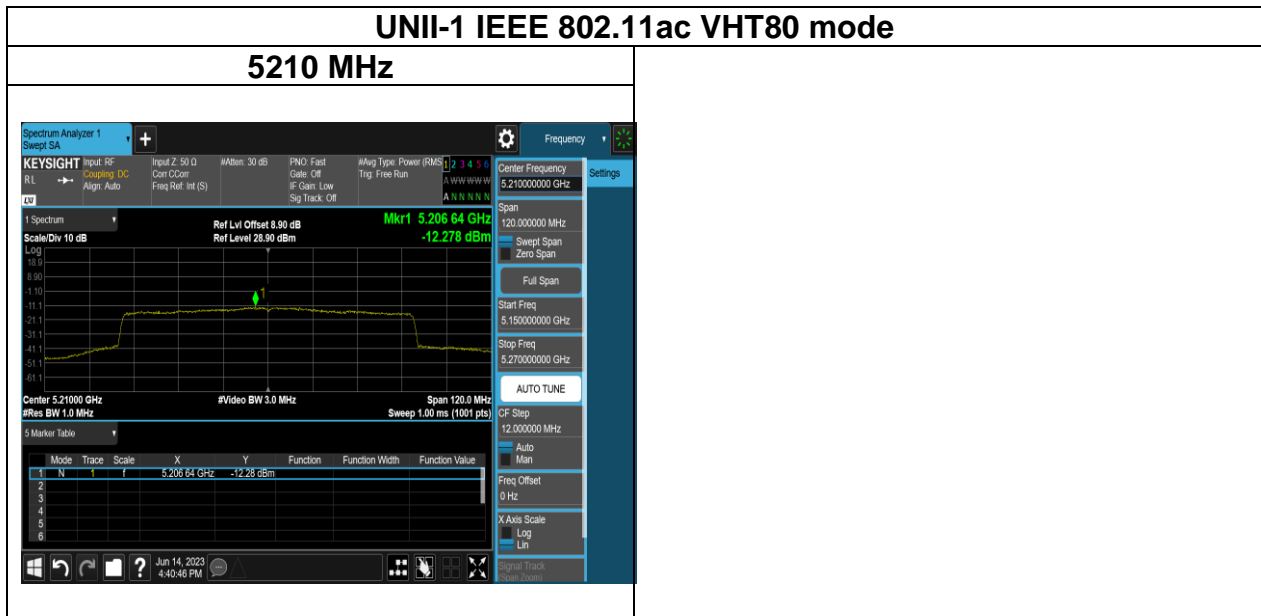 UNII-1 IEEE 802.11ac VHT80 mode
5210 MHz
Spectrum Analyzer 1
Swept SA
+
Frequency
KEYSIGHT
RL
Input: RF
Coupling: DC
Align: Auto
Input Z: 50 Ω
Corr CCorr
Freq Ref: Int (S)
#Atten: 30 dB
PNO: Fast
Gate: Off
IF Gain: Low
Sig Track: Off
#Avg Type: Power (RMS
Trig: Free Run
1 2 3 4 5 6
A W W W W W
A N N N N N
1 Spectrum
Scale/Div 10 dB
Ref Lvl Offset 8.90 dB
Ref Level 28.90 dBm
Mkr1 5.206 64 GHz
-12.278 dBm
Log
18.9
8.90
-1.10
-11.1
-21.1
-31.1
-41.1
-51.1
-61.1
1
Center 5.21000 GHz
#Res BW 1.0 MHz
#Video BW 3.0 MHz
Span 120.0 MHz
Sweep 1.00 ms (1001 pts)
5 Marker Table
Mode Trace Scale X Y Function Function Width Function Value
1 N 1 f 5.206 64 GHz -12.28 dBm
2
3
4
5
6
?
Jun 14, 2023
4:40:46 PM
Center Frequency
5.210000000 GHz
Settings
Span
120.000000 MHz
Swept Span
Zero Span
Full Span
Start Freq
5.150000000 GHz
Stop Freq
5.270000000 GHz
AUTO TUNE
CF Step
12.000000 MHz
Auto
Man
Freq Offset
0 Hz
X Axis Scale
Log
Lin
Signal Track
(Span Zoom)